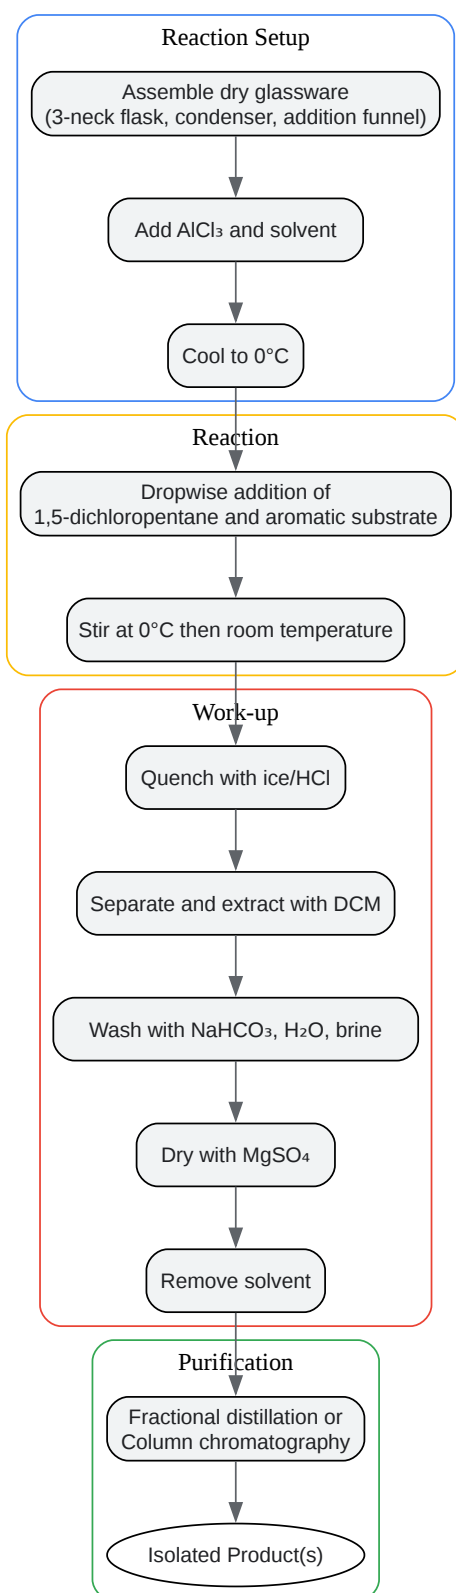 Reaction Setup
Assemble dry glassware
(3-neck flask, condenser, addition funnel)
Add AlCl₃ and solvent
Cool to 0°C
Reaction
Dropwise addition of
1,5-dichloropentane and aromatic substrate
Stir at 0°C then room temperature
Work-up
Quench with ice/HCl
Separate and extract with DCM
Wash with NaHCO₃, H₂O, brine
Dry with MgSO₄
Remove solvent
Purification
Fractional distillation or
Column chromatography
Isolated Product(s)